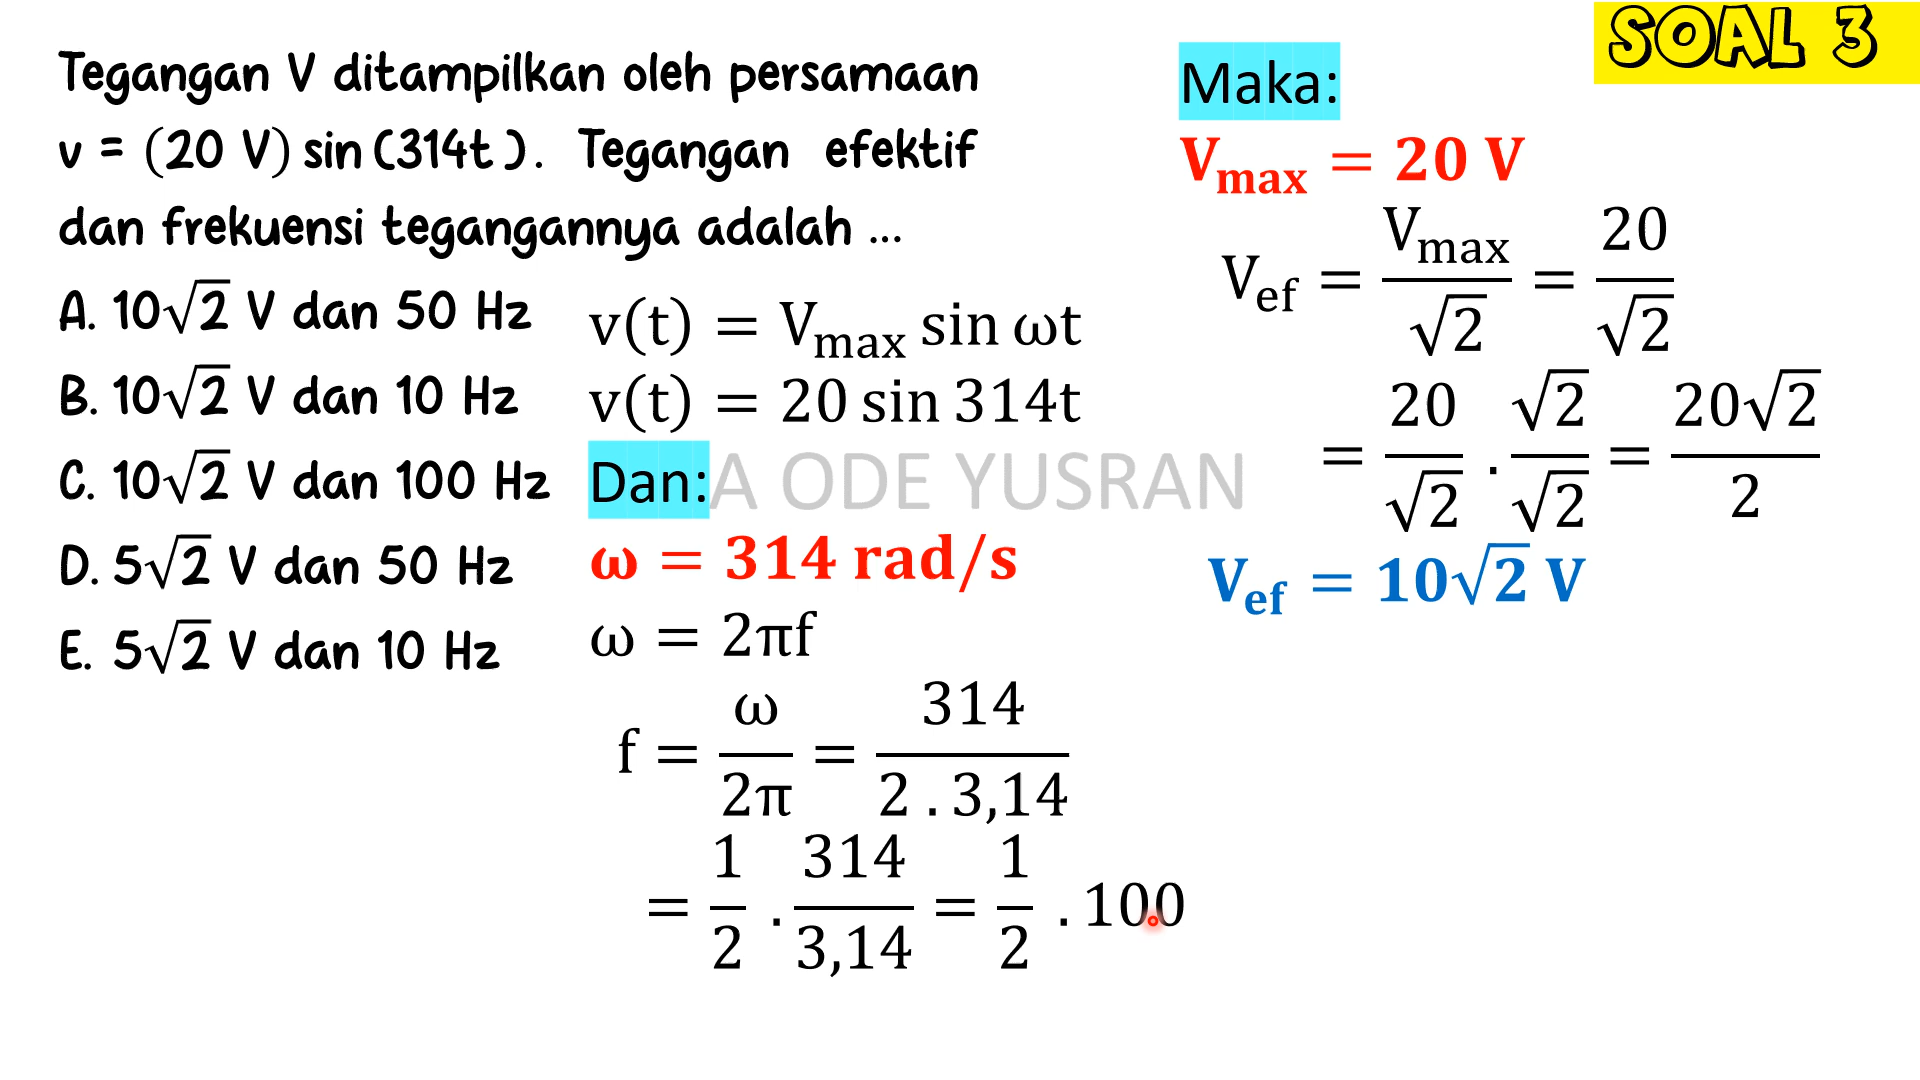 SOAL 3
Tegangan V ditampilkan oleh persamaan
v = (20 V) sin (314t ). Tegangan efektif
dan frekuensi tegangannya adalah ...
A. 10√2 V dan 50 Hz
B. 10√2 V dan 10 Hz
C. 10√2 V dan 100 Hz
D. 5√2 V dan 50 Hz
E. 5√2 V dan 10 Hz
v(t) = Vmax sin ωt
v(t) = 20 sin 314t
Dan:
A ODE YUSRAN
ω = 314 rad/s
ω = 2πf
f = ω/2π = 314/2 . 3,14
= 1/2 . 314/3,14 = 1/2 . 100
Maka:
Vmax = 20 V
Vef = Vmax/√2 = 20/√2
= 20/√2 . √2/√2 = 20√2/2
Vef = 10√2 V